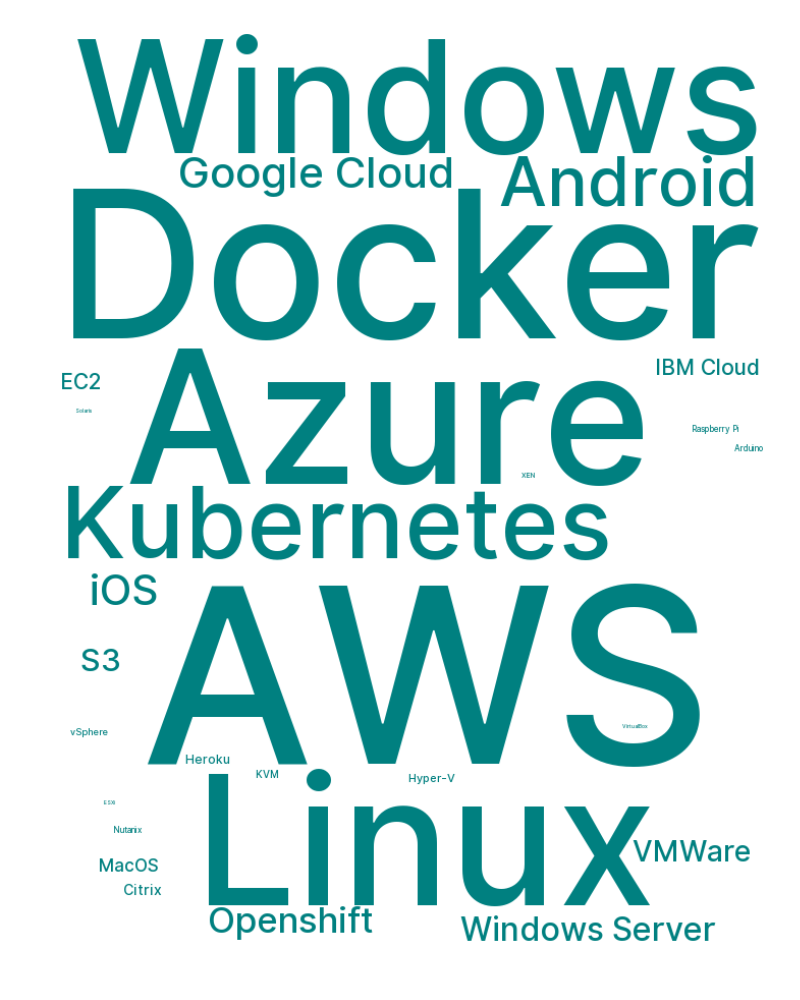 Windows
Google Cloud
Android
Docker
EC2
IBM Cloud
Solaris
Azure
Raspberry Pi
Arduino
XEN
Kubernetes
iOS
AWS
S3
vSphere
VirtualBox
Heroku
KVM
Hyper-V
Linux
ESXi
Nutanix
VMWare
MacOS
Citrix
Openshift
Windows Server